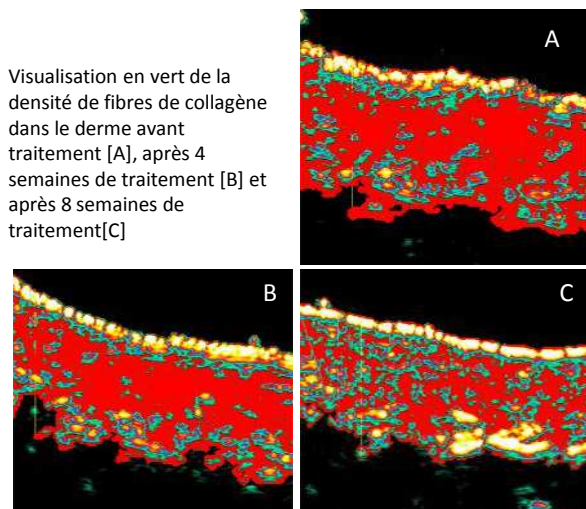 Visualisation en vert de la
densité de fibres de collagène
dans le derme avant
traitement [A], après 4
semaines de traitement [B] et
après 8 semaines de
traitement[C]
A
B
C